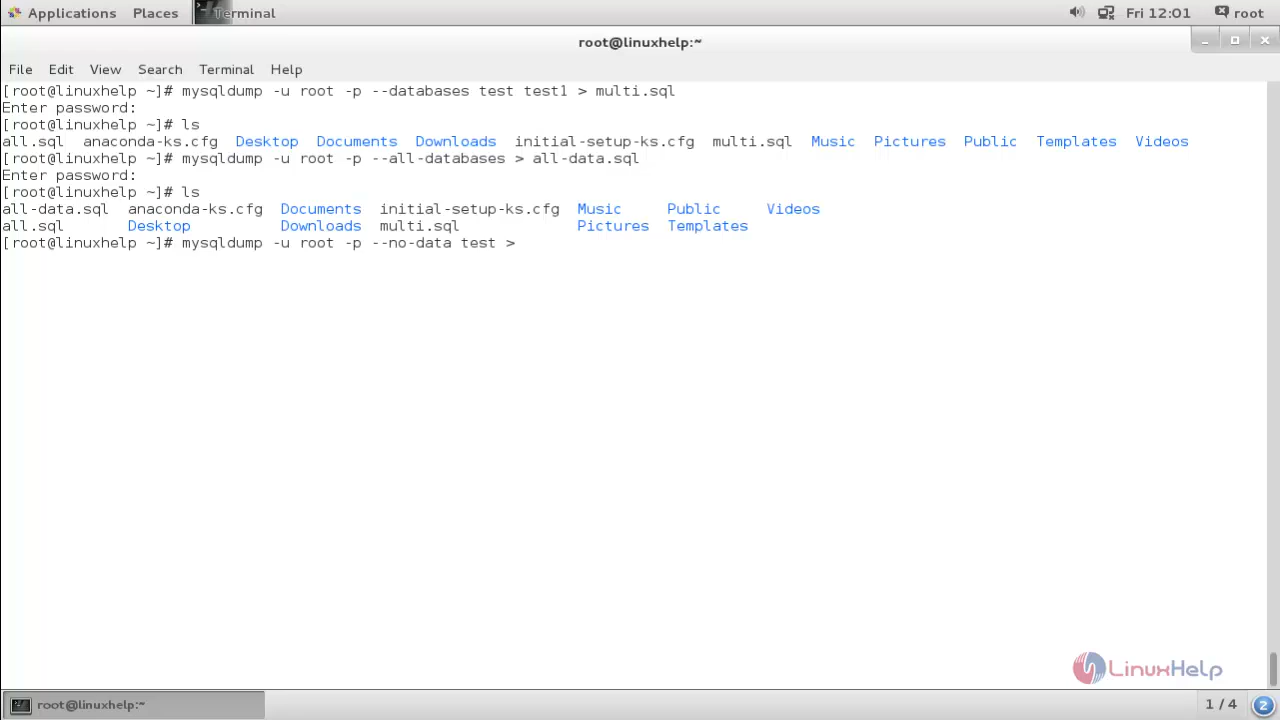 Applications Places Terminal Fri 12:01 root
root@linuxhelp:~
File Edit View Search Terminal Help
[root@linuxhelp ~]# mysqldump -u root -p --databases test test1 > multi.sql
Enter password:
[root@linuxhelp ~]# ls
all.sql anaconda-ks.cfg Desktop Documents Downloads initial-setup-ks.cfg multi.sql Music Pictures Public Templates Videos
[root@linuxhelp ~]# mysqldump -u root -p --all-databases > all-data.sql
Enter password:
[root@linuxhelp ~]# ls
all-data.sql anaconda-ks.cfg Documents initial-setup-ks.cfg Music Public Videos
all.sql Desktop Downloads multi.sql Pictures Templates
[root@linuxhelp ~]# mysqldump -u root -p --no-data test >
LinuxHelp
root@linuxhelp:~ 1 / 4 2